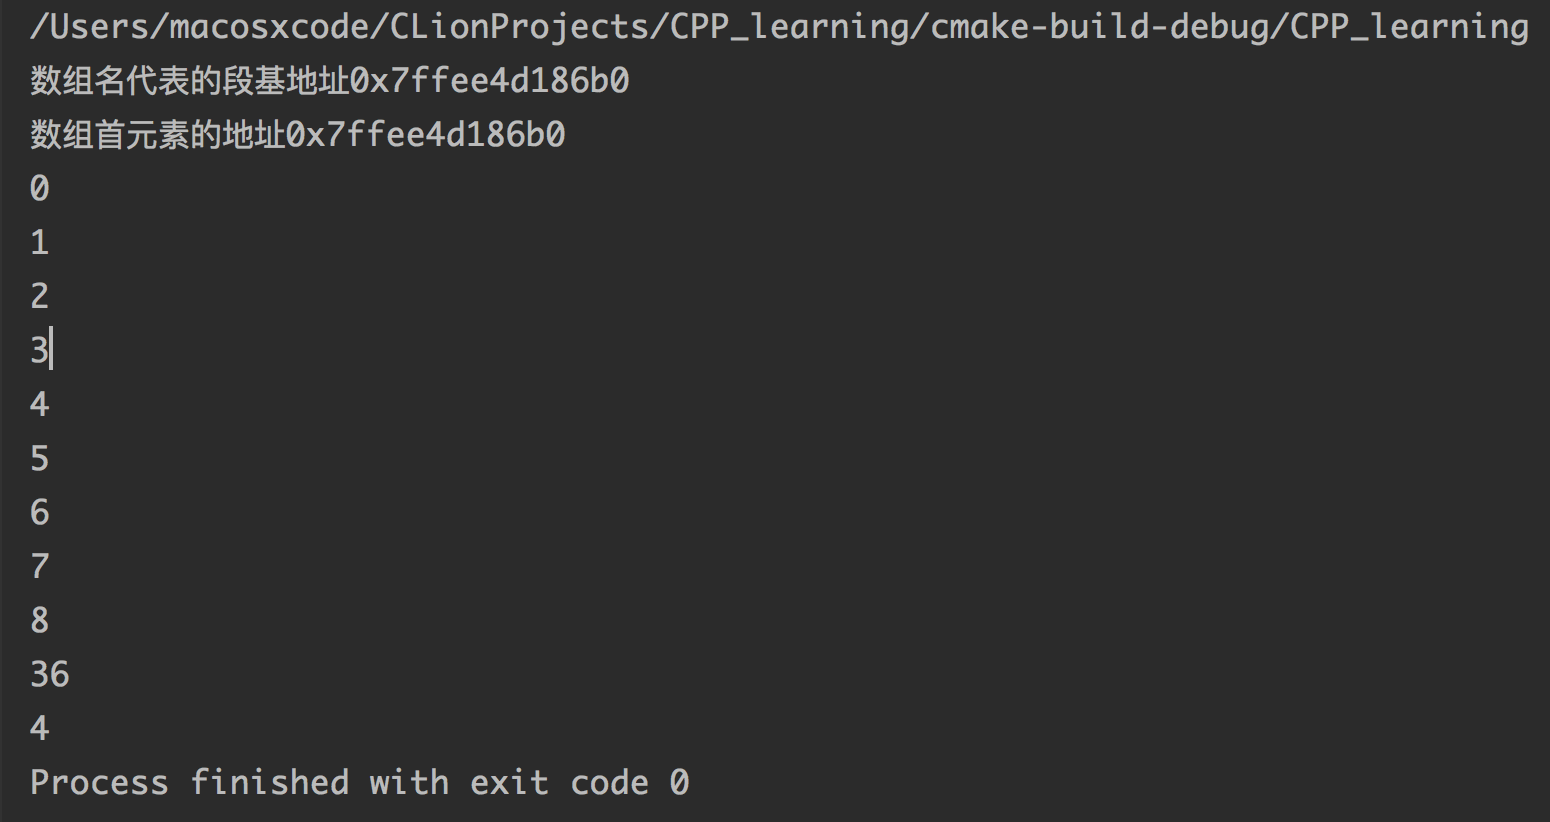 /Users/macosxcode/CLionProjects/CPP_learning/cmake-build-debug/CPP_learning
数组名代表的段基地址0x7ffee4d186b0
数组首元素的地址0x7ffee4d186b0
0
1
2
3
4
5
6
7
8
36
4
Process finished with exit code 0